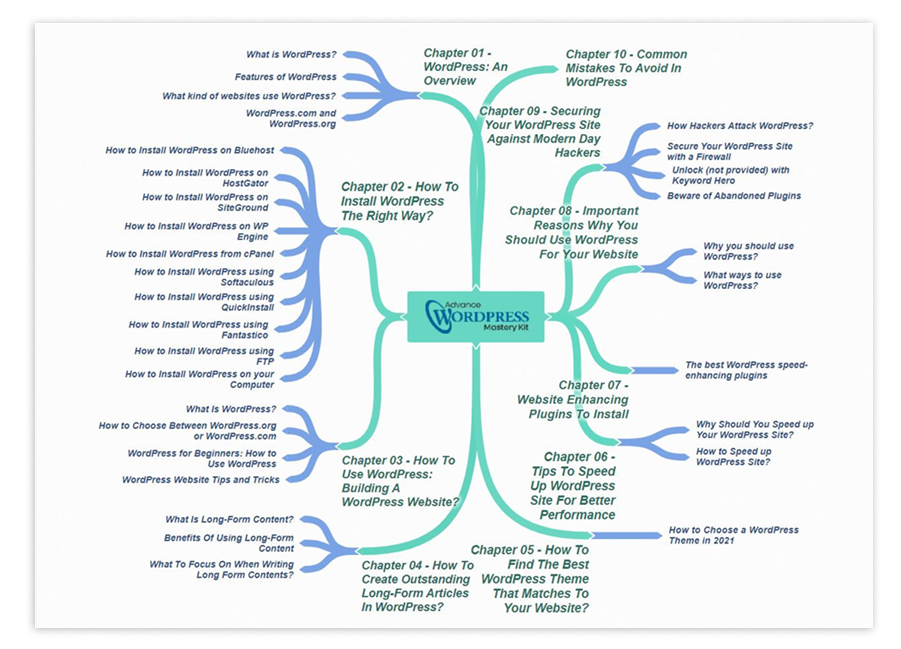 Advance
WORDPRESS
Mastery Kit
Chapter 01 -
WordPress: An
Overview
What is WordPress?
Features of WordPress
What kind of websites use WordPress?
WordPress.com and
WordPress.org
Chapter 02 - How To
Install WordPress
The Right Way?
How to Install WordPress on Bluehost
How to Install WordPress on
HostGator
How to Install WordPress on
SiteGround
How to Install WordPress on WP
Engine
How to Install WordPress from cPanel
How to Install WordPress using
Softaculous
How to Install WordPress using
QuickInstall
How to Install WordPress using
Fantastico
How to Install WordPress using
FTP
How to Install WordPress on your
Computer
Chapter 03 - How To
Use WordPress:
Building A
WordPress Website?
What Is WordPress?
How to Choose Between WordPress.org
or WordPress.com
WordPress for Beginners: How to
Use WordPress
WordPress Website Tips and Tricks
Chapter 04 - How To
Create Outstanding
Long-Form Articles
In WordPress?
What Is Long-Form Content?
Benefits Of Using Long-Form
Content
What To Focus On When Writing
Long Form Contents?
Chapter 05 - How To
Find The Best
WordPress Theme
That Matches To
Your Website?
How to Choose a WordPress
Theme in 2021
Chapter 06 -
Tips To Speed
Up WordPress
Site For Better
Performance
Why Should You Speed up
Your WordPress Site?
How to Speed up
WordPress Site?
Chapter 07 -
Website Enhancing
Plugins To Install
The best WordPress speed-
enhancing plugins
Chapter 08 - Important
Reasons Why You
Should Use WordPress
For Your Website
Why you should use
WordPress?
What ways to use
WordPress?
Chapter 09 - Securing
Your WordPress Site
Against Modern Day
Hackers
How Hackers Attack WordPress?
Secure Your WordPress Site
with a Firewall
Unlock (not provided) with
Keyword Hero
Beware of Abandoned Plugins
Chapter 10 - Common
Mistakes To Avoid In
WordPress